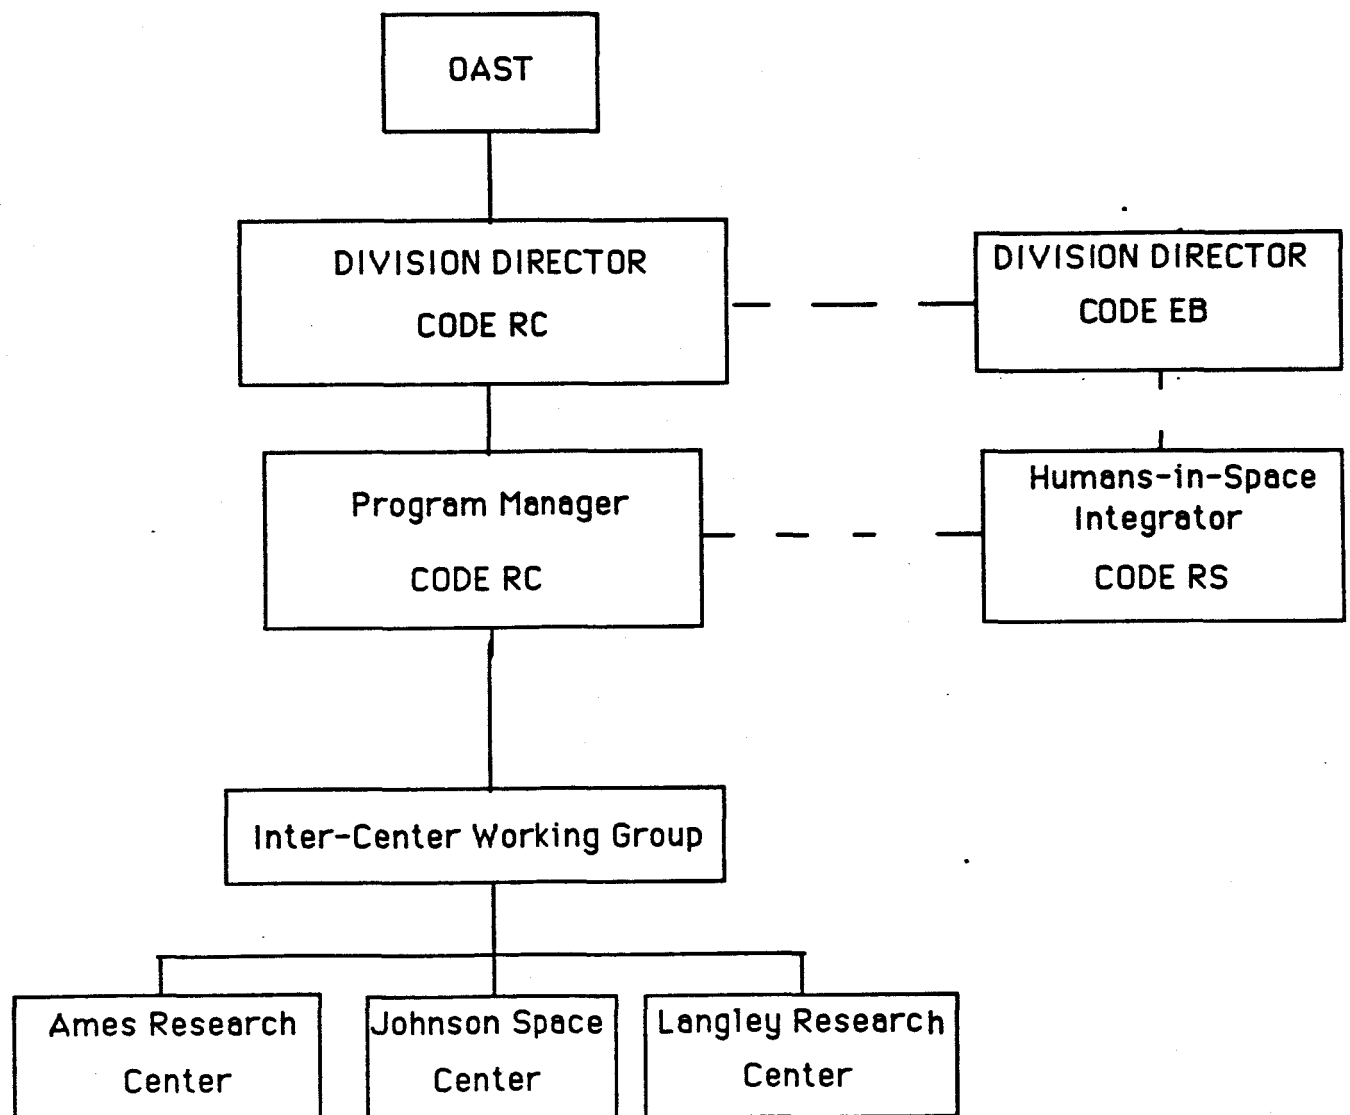 OAST
DIVISION DIRECTOR
CODE RC
DIVISION DIRECTOR
CODE EB
Program Manager
CODE RC
Humans-in-Space
Integrator
CODE RS
Inter-Center Working Group
Ames Research
Center
Johnson Space
Center
Langley Research
Center